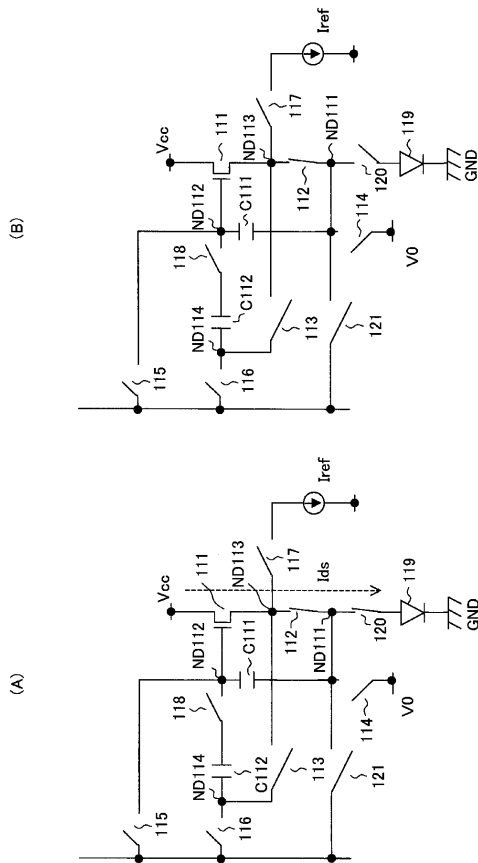 (A)
Vcc
111
ND113
117
Iref
Ids
ND112
C111
118
ND114
C112
115
116
113
112
ND111
114
V0
120
121
119
GND
(B)
Vcc
111
ND113
117
Iref
ND112
C111
118
ND114
C112
115
116
113
112
ND111
114
V0
120
121
119
GND